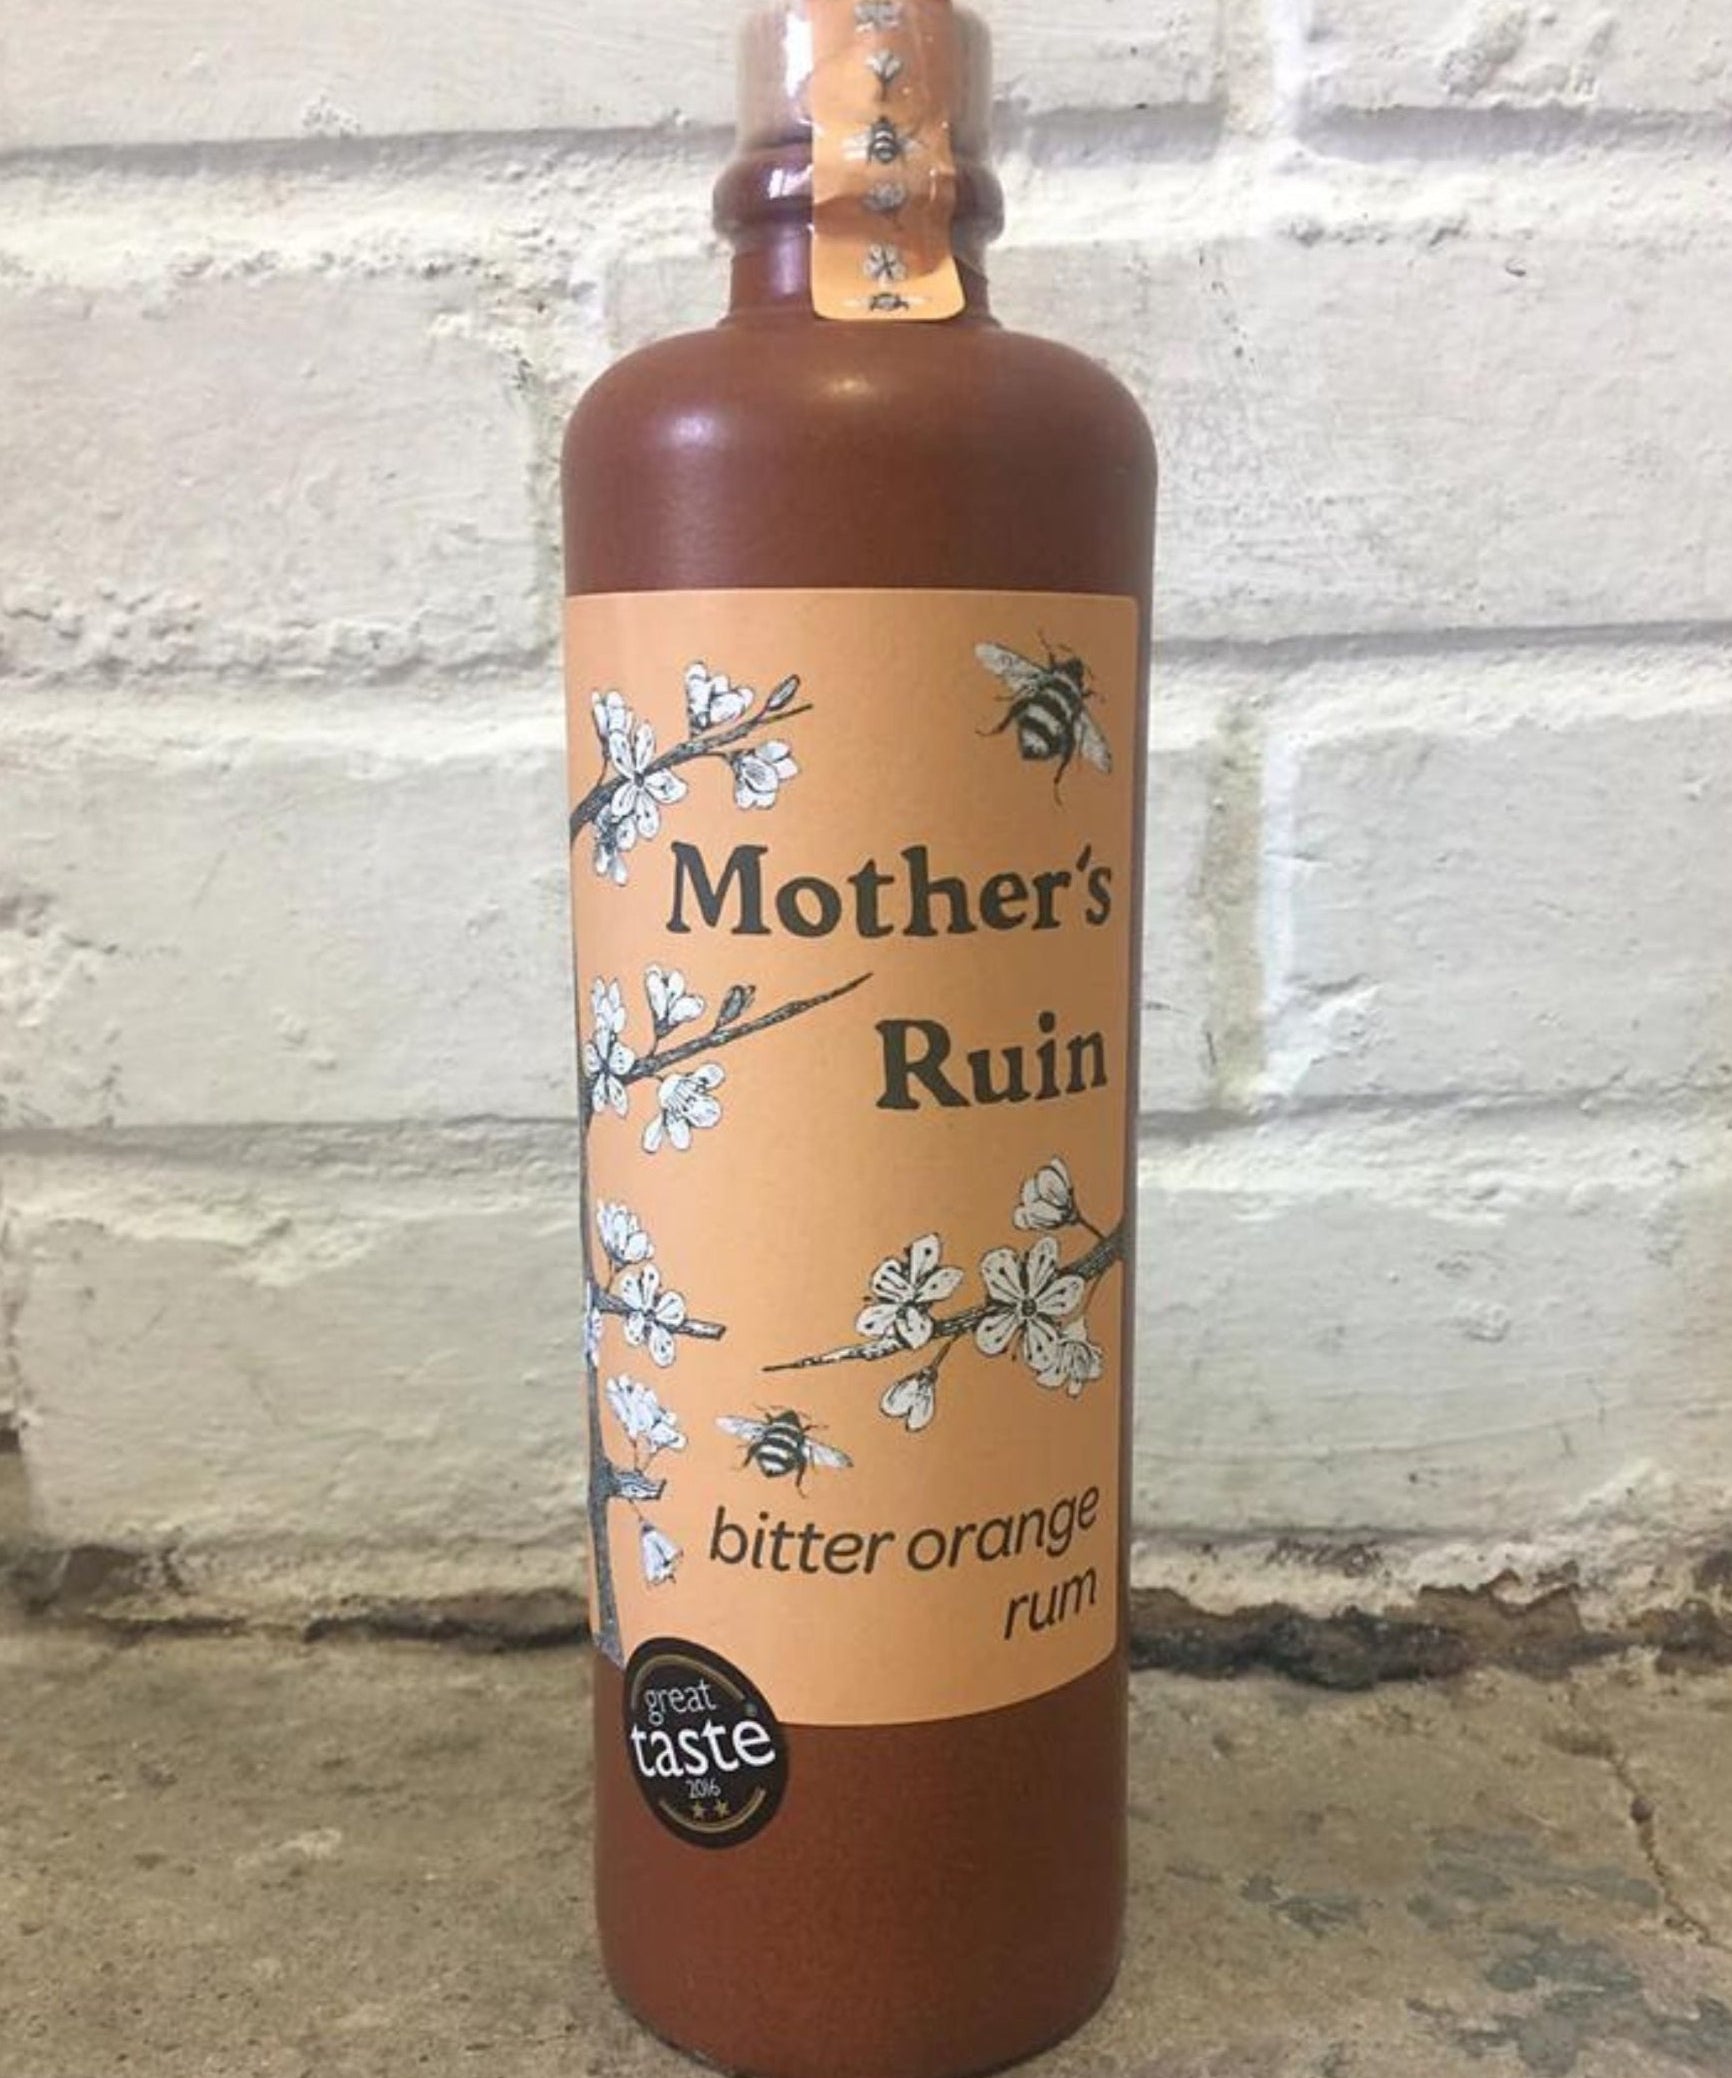 Mother's
Ruin
bitter orange
rum
great
taste®
2016